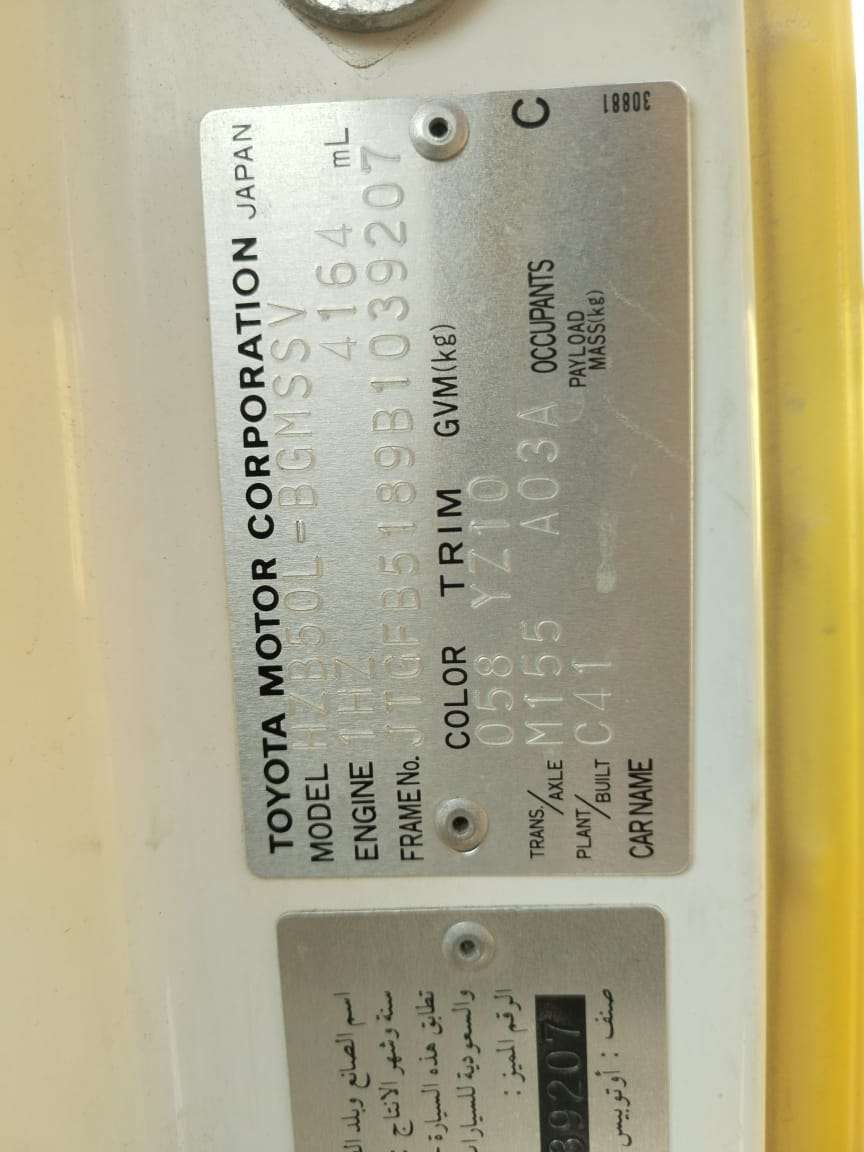 TOYOTA MOTOR CORPORATION JAPAN
MODEL HZB50L-BGMSSV
ENGINE 1HZ 4164 mL
FRAME No. JTGFB5189B1039207
COLOR TRIM GVM(kg)
058 YZ10
TRANS./AXLE M155 A03A OCCUPANTS C
PLANT/BUILT C41 PAYLOAD MASS(kg)
CAR NAME
30881
اسم الصانع وبلد
سنة وشهر الانتاج :
تطابق هذه السيارة
والسعودية للسيارات
الرقم المميز :
39207
صنف : أوتوبيس